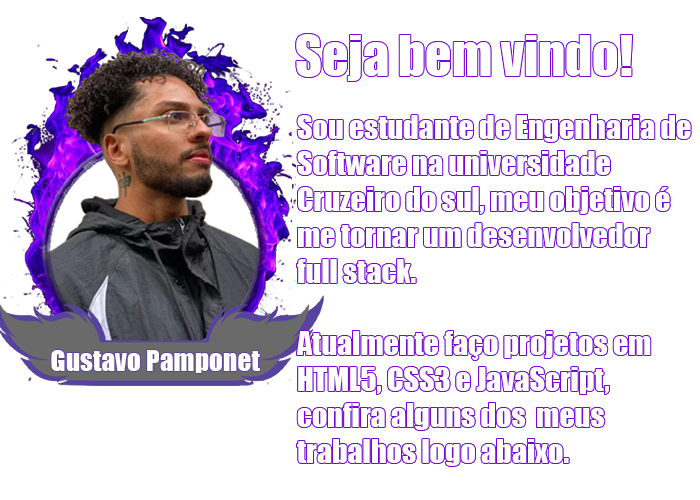 Seja bem vindo!
Sou estudante de Engenharia de
Software na universidade
Cruzeiro do sul, meu objetivo é
me tornar um desenvolvedor
full stack.
Gustavo Pamponet
Atualmente faço projetos em
HTML5, CSS3 e JavaScript,
confira alguns dos  meus
trabalhos logo abaixo.